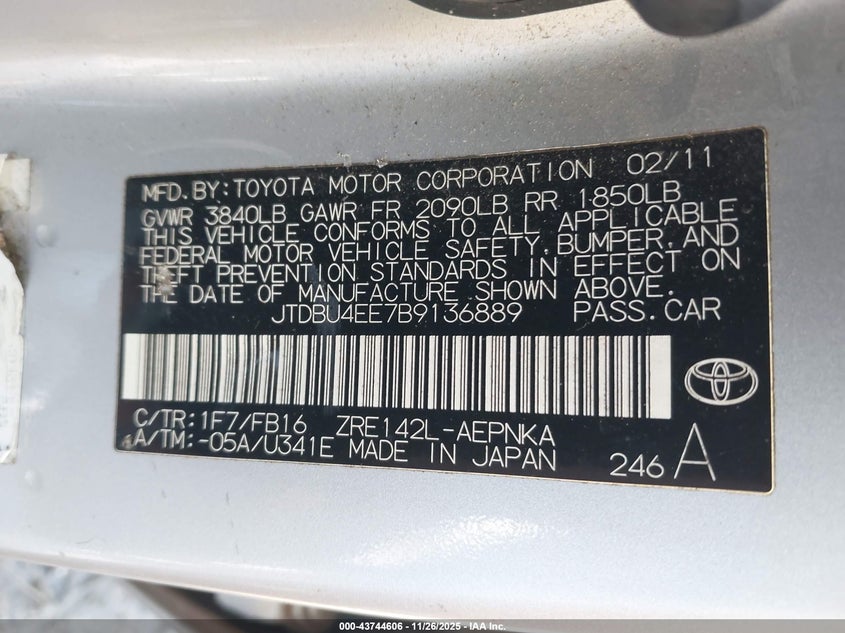 MFD.BY:TOYOTA MOTOR CORPORATION 02/11
GVWR 3840LB GAWR FR 2090LB RR 1850LB
THIS VEHICLE CONFORMS TO ALL APPLICABLE
FEDERAL MOTOR VEHICLE SAFETY,BUMPER,AND
THEFT PREVENTION STANDARDS IN EFFECT ON
THE DATE OF MANUFACTURE SHOWN ABOVE.
JTDBU4EE7B9136889 PASS.CAR
C/TR:1F7/FB16 ZRE142L-AEPNKA
A/TM:-05A/U341E MADE IN JAPAN 246 A
000-43744606 | 11/26/2025 - IAA Inc.